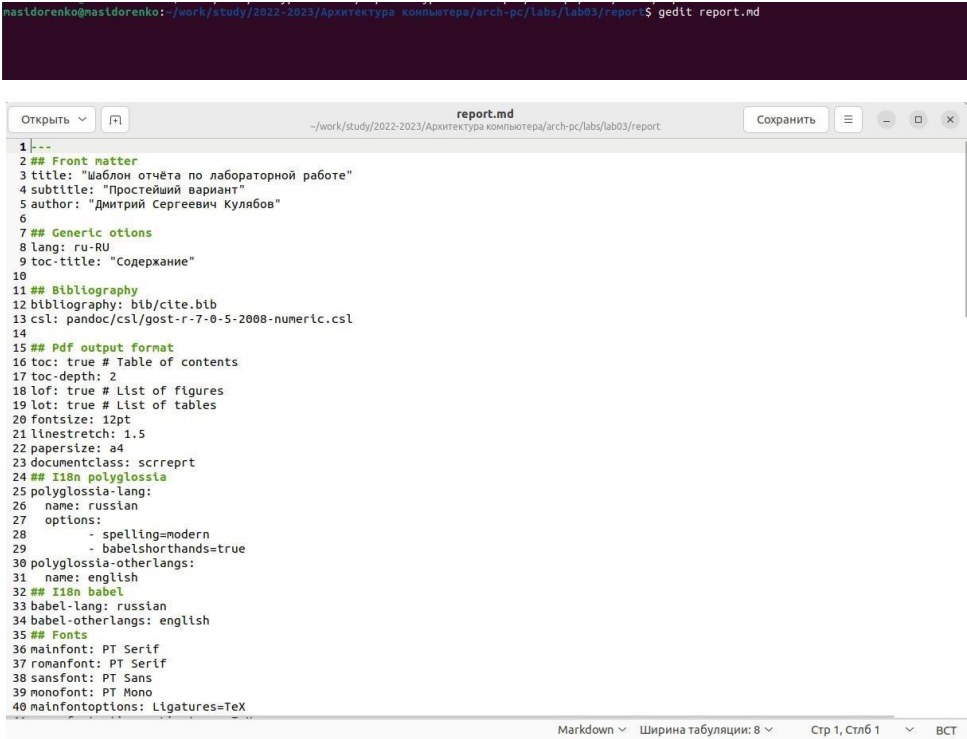 masidorenko@masidorenko:~/work/study/2022-2023/Архитектура компьютера/arch-pc/labs/lab03/report$ gedit report.md
Открыть
report.md
~/work/study/2022-2023/Архитектура компьютера/arch-pc/labs/lab03/report
Сохранить
1 ---
2 ## Front matter
3 title: "Шаблон отчёта по лабораторной работе"
4 subtitle: "Простейший вариант"
5 author: "Дмитрий Сергеевич Кулябов"
6
7 ## Generic otions
8 lang: ru-RU
9 toc-title: "Содержание"
10
11 ## Bibliography
12 bibliography: bib/cite.bib
13 csl: pandoc/csl/gost-r-7-0-5-2008-numeric.csl
14
15 ## Pdf output format
16 toc: true # Table of contents
17 toc-depth: 2
18 lof: true # List of figures
19 lot: true # List of tables
20 fontsize: 12pt
21 linestretch: 1.5
22 papersize: a4
23 documentclass: scrreprt
24 ## I18n polyglossia
25 polyglossia-lang:
26   name: russian
27   options:
28         - spelling=modern
29         - babelshorthands=true
30 polyglossia-otherlangs:
31   name: english
32 ## I18n babel
33 babel-lang: russian
34 babel-otherlangs: english
35 ## Fonts
36 mainfont: PT Serif
37 romanfont: PT Serif
38 sansfont: PT Sans
39 monofont: PT Mono
40 mainfontoptions: Ligatures=TeX
Markdown Ширина табуляции: 8 Стр 1, Стлб 1 ВСТ